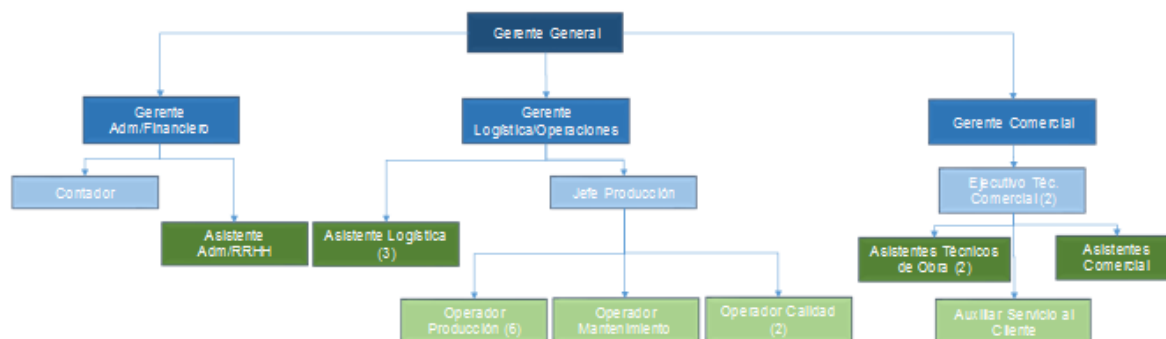 Gerente General
Gerente
Adm/Financiero
Gerente
Logística/Operaciones
Gerente Comercial
Contador
Jefe Producción
Ejecutivo Téc.
Comercial (2)
Asistente
Adm/RRHH
Asistente Logística
(3)
Asistentes Técnicos
de Obra (2)
Asistentes
Comercial
Operador
Producción (6)
Operador
Mantenimiento
Operador Calidad
(2)
Auxiliar Servicio al
Cliente